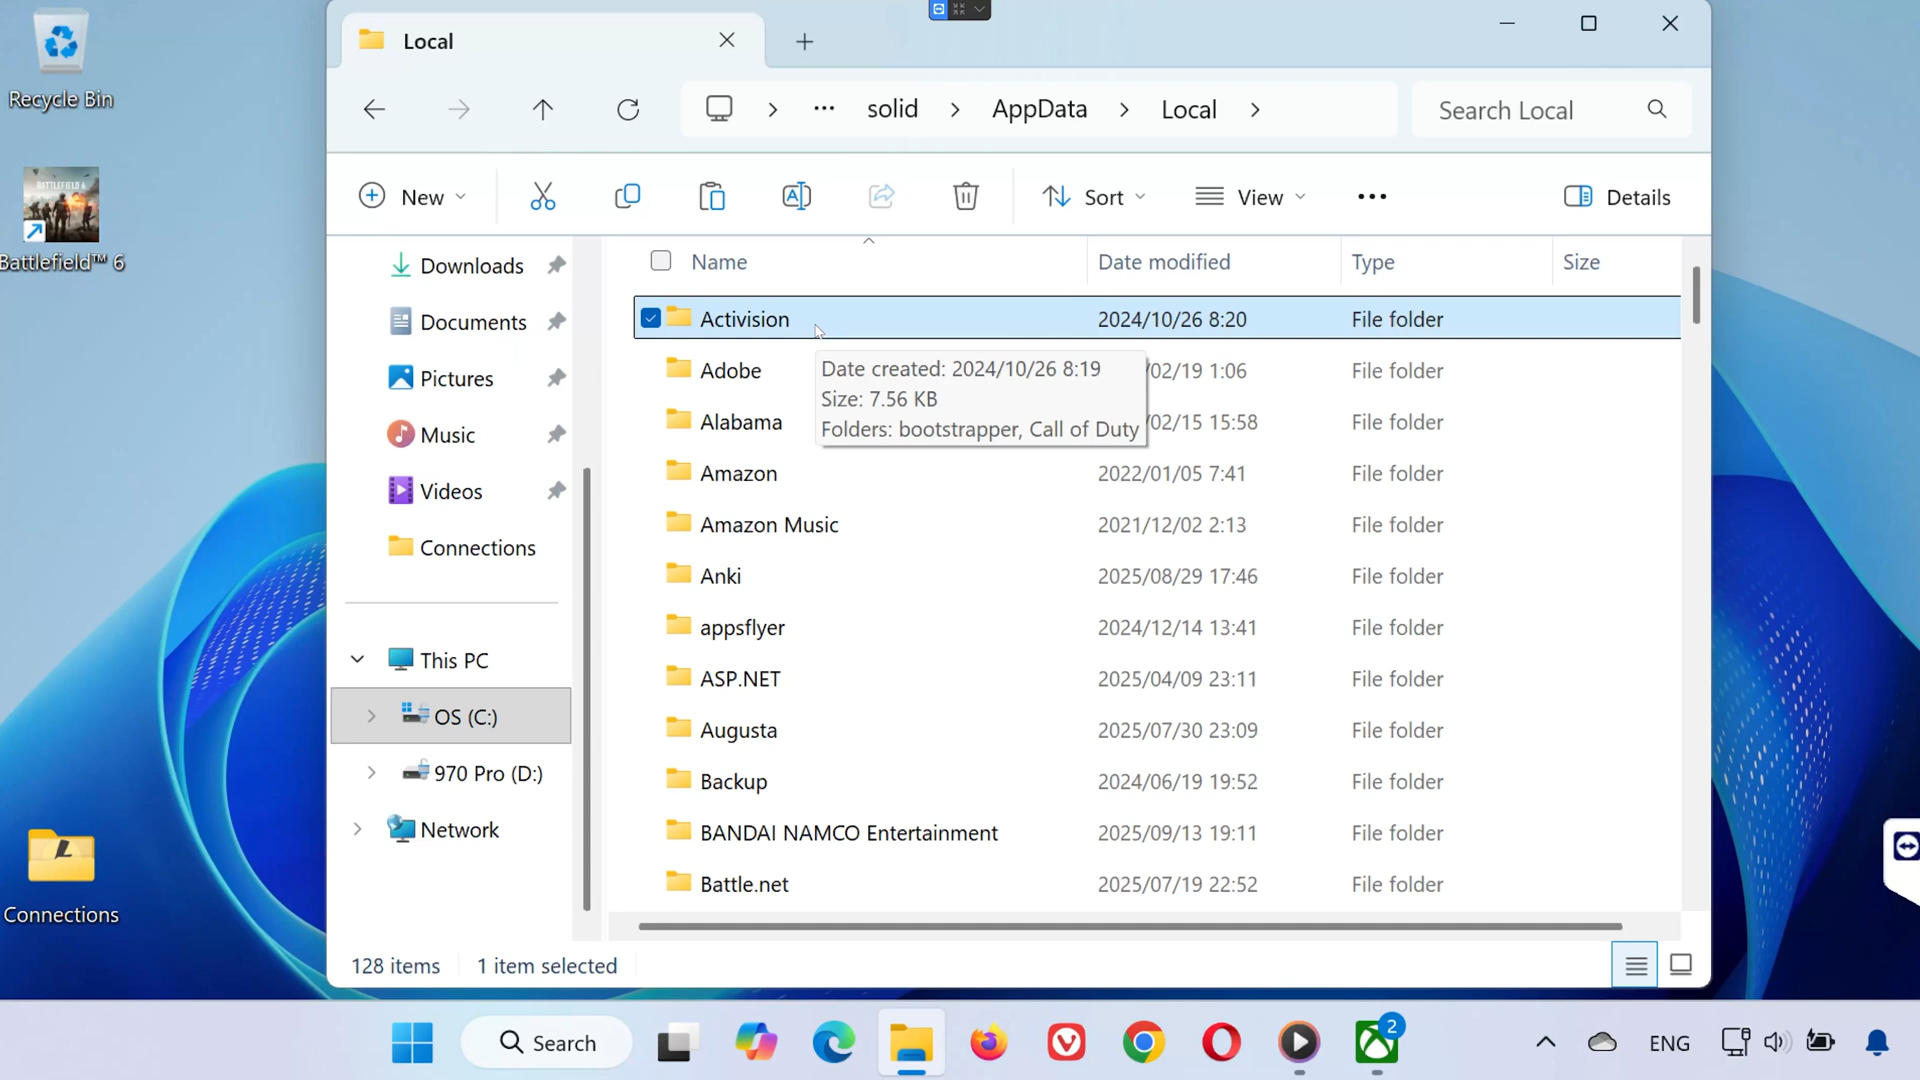 Recycle Bin
BATTLEFIELD 6
Battlefield™ 6
Connections
Local
solid
AppData
Local
Search Local
New
Sort
View
Details
Downloads
Documents
Pictures
Music
Videos
Connections
This PC
OS (C:)
970 Pro (D:)
Network
Name
Date modified
Type
Size
Activision 2024/10/26 8:20 File folder
Adobe /02/19 1:06 File folder
Alabama /02/15 15:58 File folder
Amazon 2022/01/05 7:41 File folder
Amazon Music 2021/12/02 2:13 File folder
Anki 2025/08/29 17:46 File folder
appsflyer 2024/12/14 13:41 File folder
ASP.NET 2025/04/09 23:11 File folder
Augusta 2025/07/30 23:09 File folder
Backup 2024/06/19 19:52 File folder
BANDAI NAMCO Entertainment 2025/09/13 19:11 File folder
Battle.net 2025/07/19 22:52 File folder
Date created: 2024/10/26 8:19
Size: 7.56 KB
Folders: bootstrapper, Call of Duty
128 items
1 item selected
Search
2
ENG